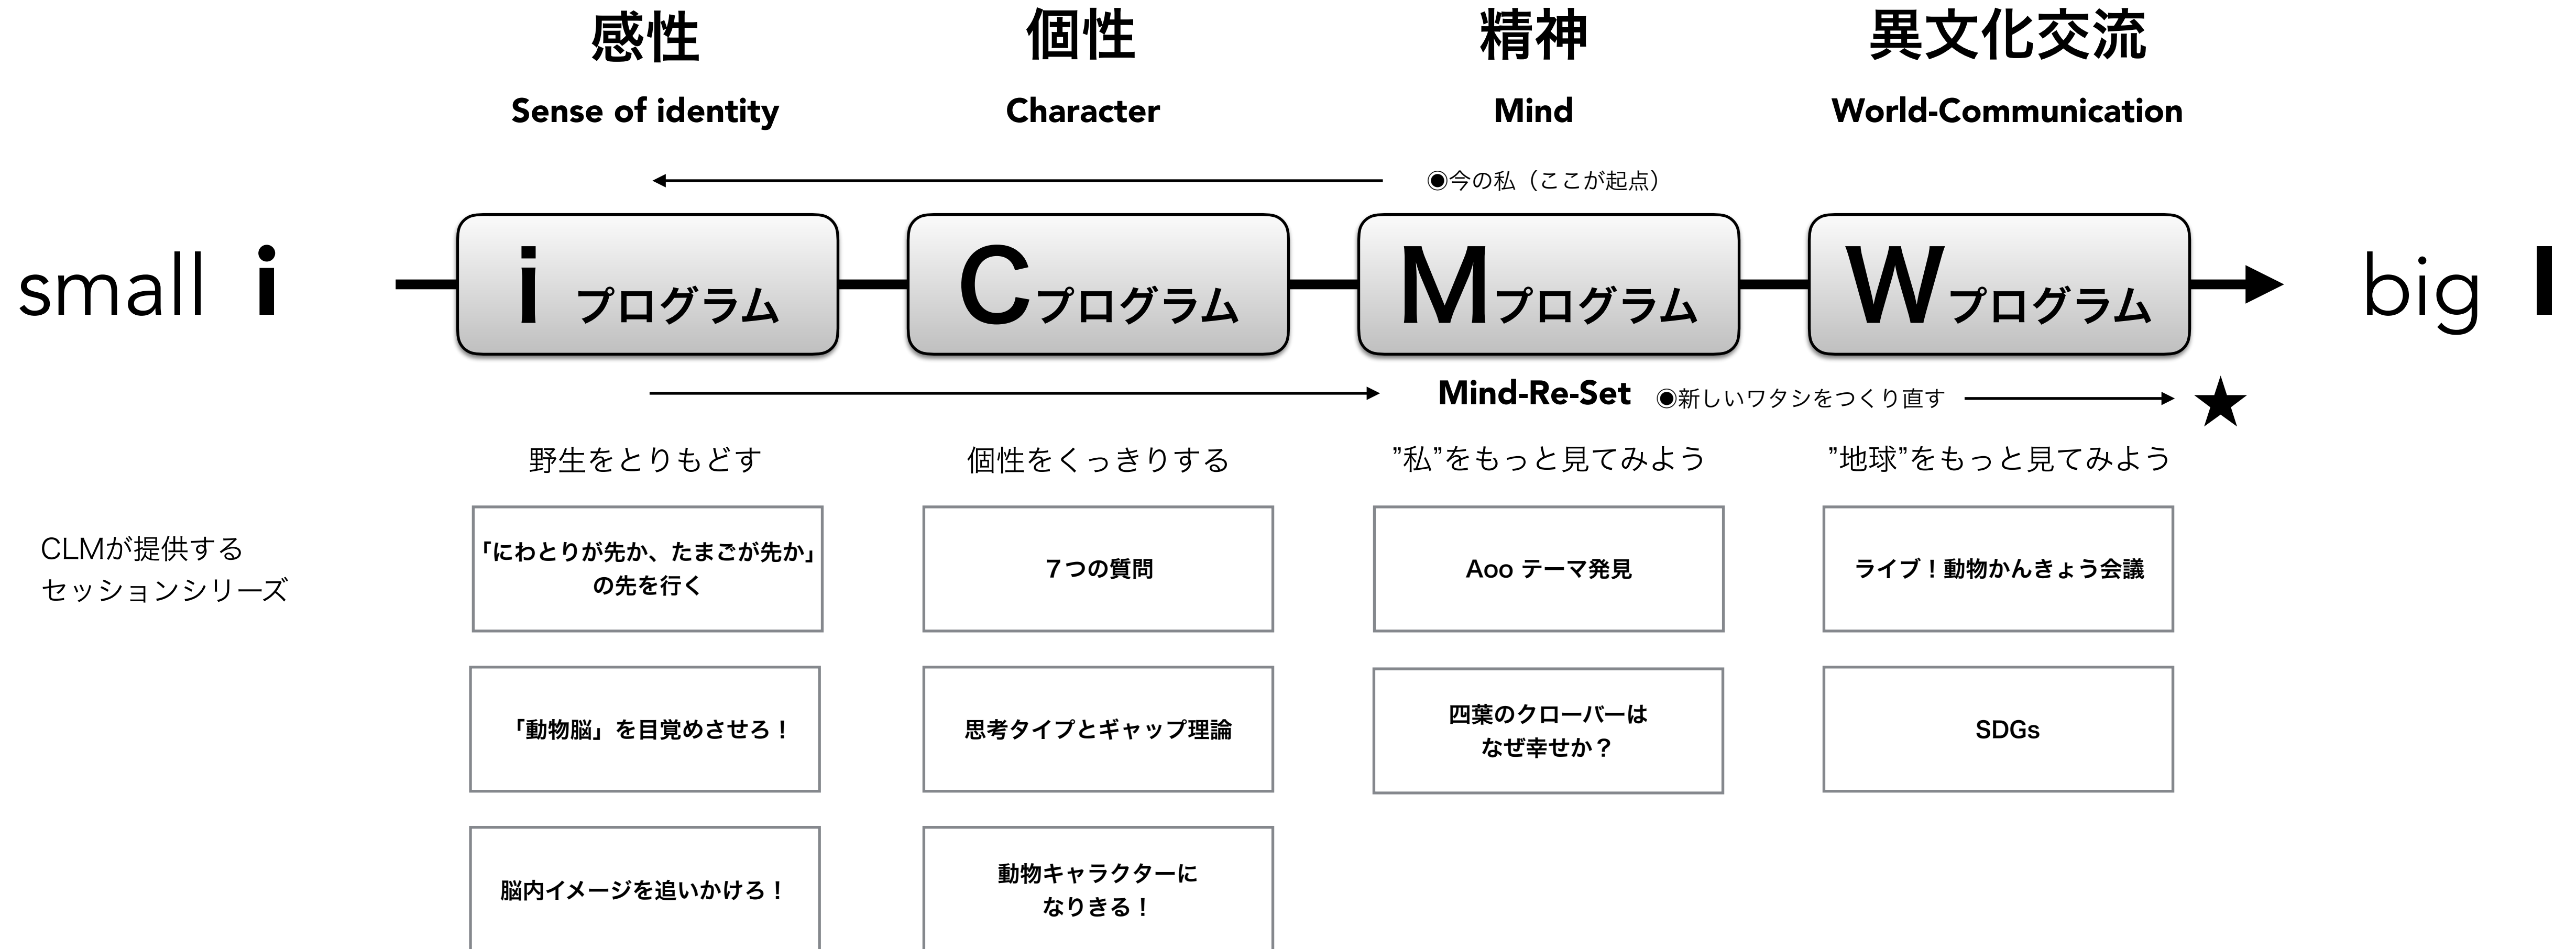 感性
個性
精神
異文化交流
Sense of identity
Character
Mind
World-Communication
◉今の私（ここが起点）
small i
i プログラム
Cプログラム
Mプログラム
Wプログラム
big I
Mind-Re-Set
◉新しいワタシをつくり直す
★
野生をとりもどす
個性をくっきりする
”私”をもっと見てみよう
”地球”をもっと見てみよう
CLMが提供する
セッションシリーズ
「にわとりが先か、たまごが先か」
の先を行く
７つの質問
Aoo テーマ発見
ライブ！動物かんきょう会議
「動物脳」を目覚めさせろ！
思考タイプとギャップ理論
四葉のクローバーは
なぜ幸せか？
SDGs
脳内イメージを追いかけろ！
動物キャラクターに
なりきる！